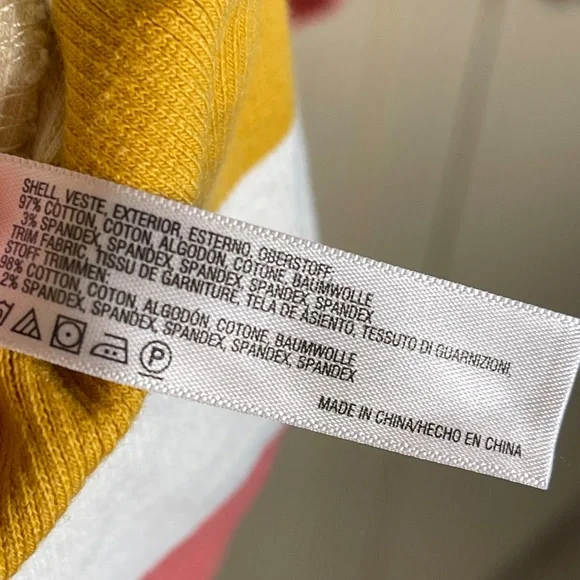 SHELL, VESTE, EXTERIOR, ESTERNO, OBERSTOFF:
97% COTTON, COTON, ALGODON, COTONE, BAUMWOLLE
3% SPANDEX, SPANDEX, SPANDEX, SPANDEX, SPANDEX
TRIM FABRIC, TISSU DE GARNITURE, TELA DE ASIENTO, TESSUTO DI GUARNIZIONI,
STOFF TRIMMEN:
98% COTTON, COTON, ALGODÓN, COTONE, BAUMWOLLE
2% SPANDEX, SPANDEX, SPANDEX, SPANDEX, SPANDEX
P
MADE IN CHINA/HECHO EN CHINA